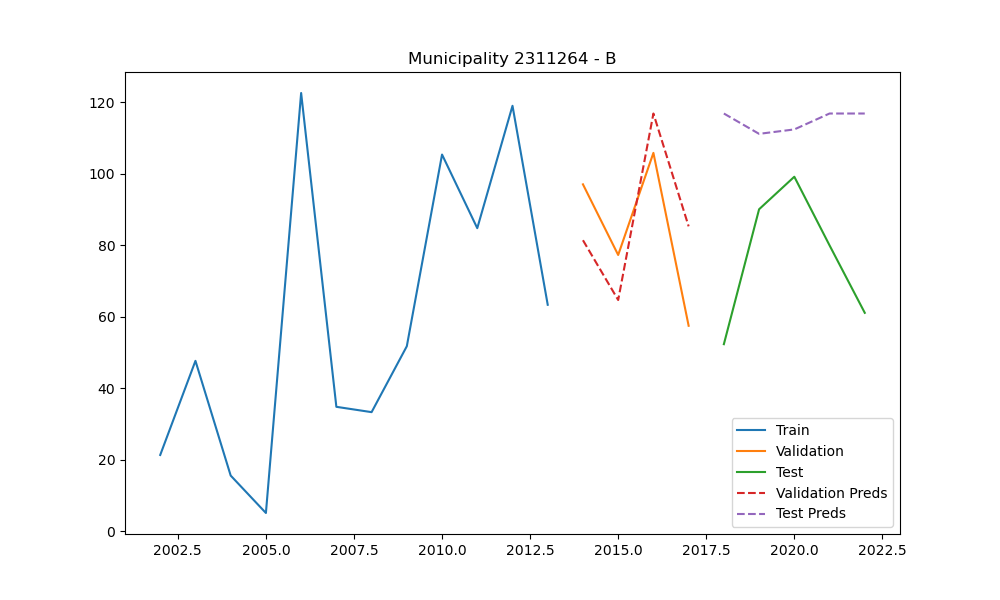 Municipality 2311264 - B
120
100
80
60
40
20
0
2002.5 2005.0 2007.5 2010.0 2012.5 2015.0 2017.5 2020.0 2022.5
Train
Validation
Test
Validation Preds
Test Preds